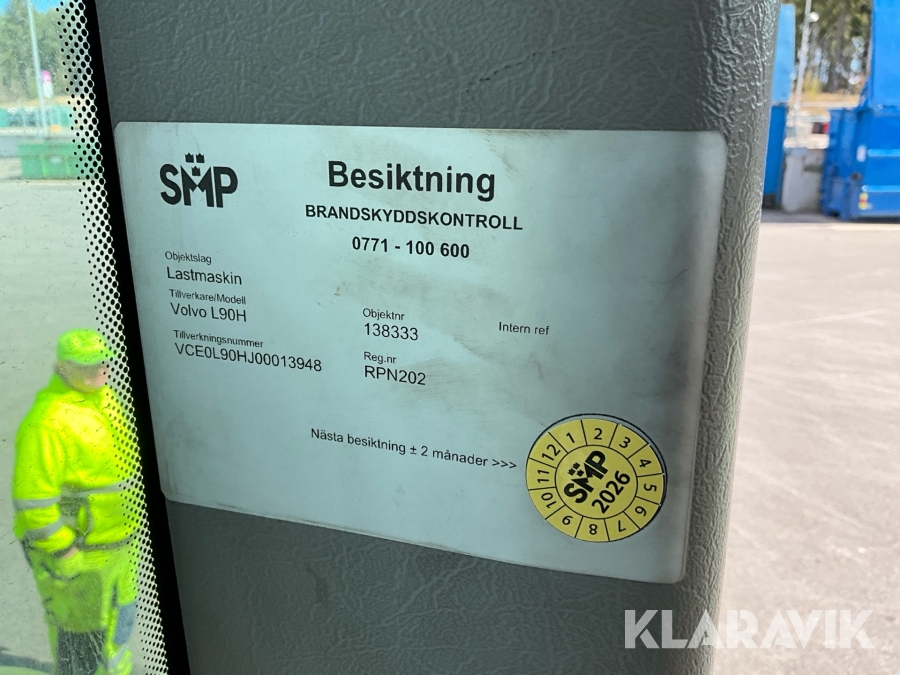 SMP
Besiktning
BRANDSKYDDSKONTROLL
0771 - 100 600
Objektslag
Lastmaskin
Tillverkare/Modell
Volvo L90H
Tillverkningsnummer
VCE0L90HJ00013948
Objektnr
138333
Intern ref
Reg.nr
RPN202
Nästa besiktning ± 2 månader >>>
1 2 3 4 5 6 7 8 9 10 11 12
SMP
2026
KLARAVIK